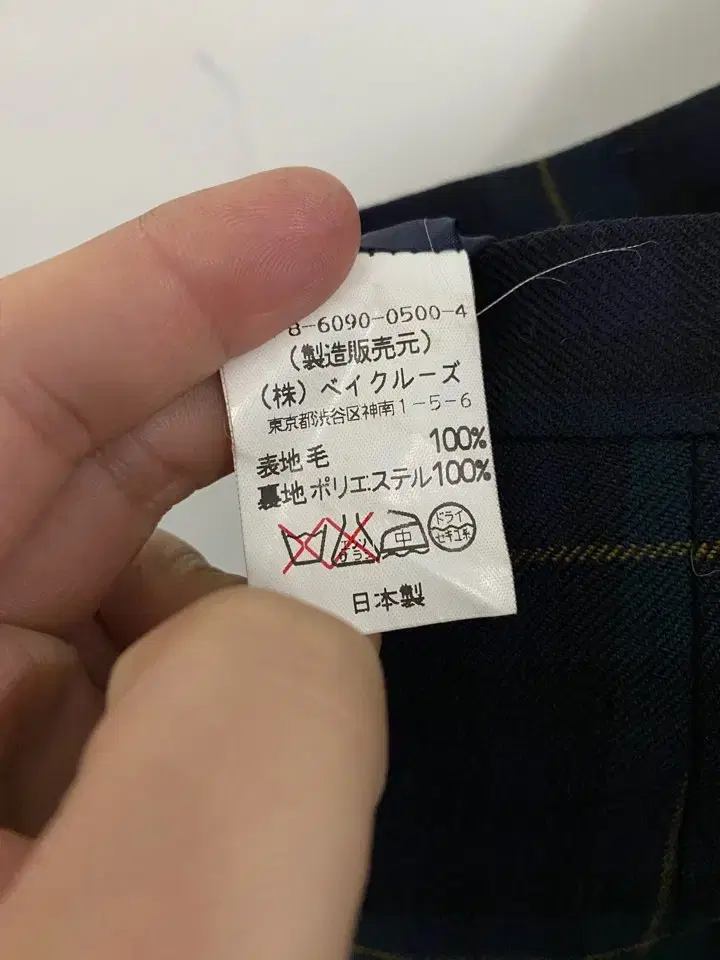 8-6090-0500-4
(製造販売元)
(株)ベイクルーズ
東京都渋谷区神南1-5-6
表地 毛 100%
裏地 ポリエステル100%
中 ドライ
セキユ系
日本製